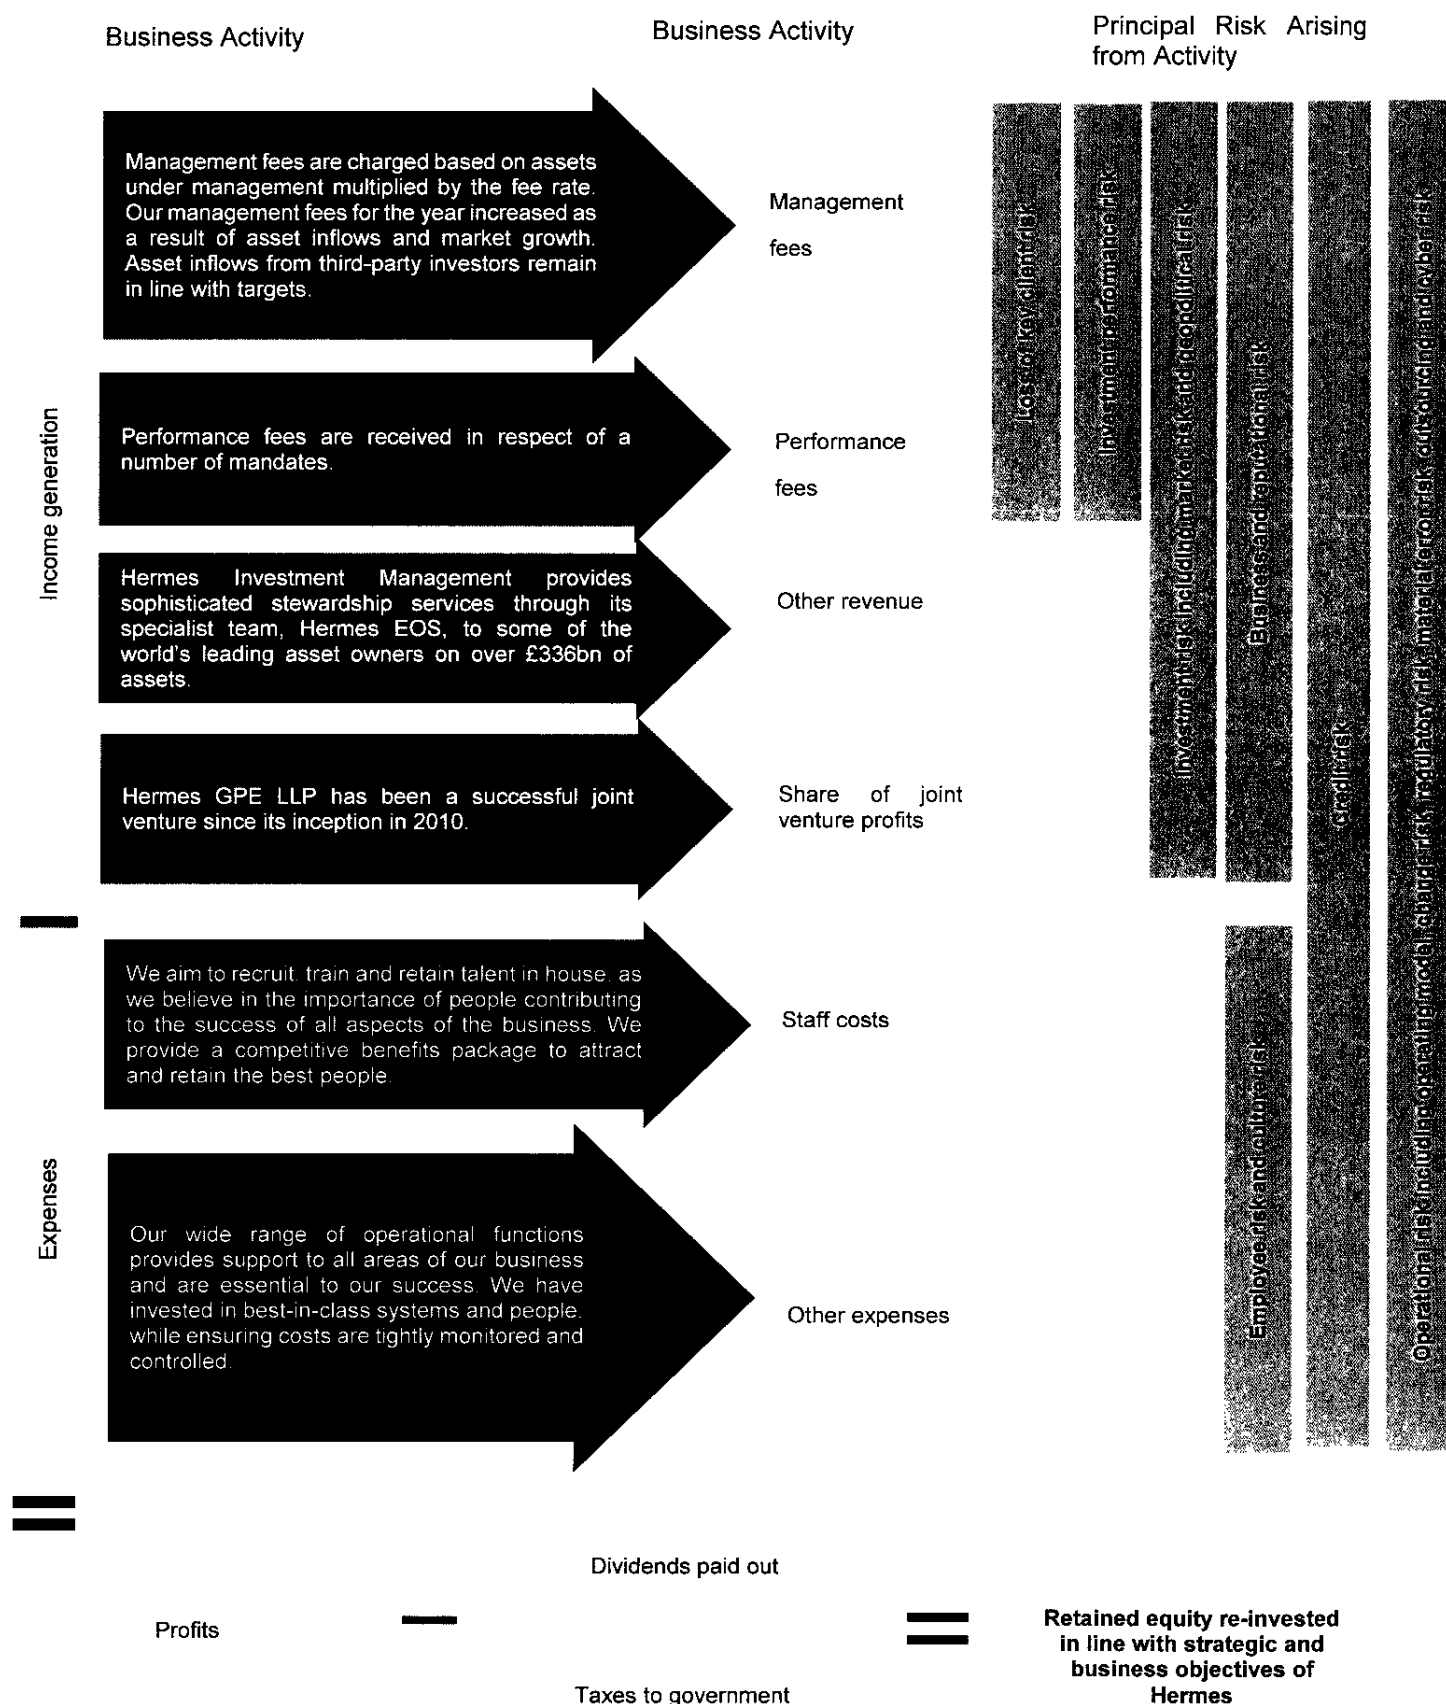 Business Activity
Business Activity
Principal Risk Arising
from Activity
Income generation
Management fees are charged based on assets
under management multiplied by the fee rate.
Our management fees for the year increased as
a result of asset inflows and market growth.
Asset inflows from third-party investors remain
in line with targets.
Management
fees
Performance fees are received in respect of a
number of mandates.
Performance
fees
Hermes Investment Management provides
sophisticated stewardship services through its
specialist team, Hermes EOS, to some of the
world's leading asset owners on over £336bn of
assets.
Other revenue
Hermes GPE LLP has been a successful joint
venture since its inception in 2010.
Share of joint
venture profits
Expenses
We aim to recruit, train and retain talent in house, as
we believe in the importance of people contributing
to the success of all aspects of the business. We
provide a competitive benefits package to attract
and retain the best people.
Staff costs
Our wide range of operational functions
provides support to all areas of our business
and are essential to our success. We have
invested in best-in-class systems and people,
while ensuring costs are tightly monitored and
controlled.
Other expenses
Loss of key client risk
Investment performance risk
Investment risk including market risk and geopolitical risk
Business and reputational risk
Employee risk and culture risk
Credit risk
Operational risk including operating model, change risk, regulatory risk, material error risk, outsourcing and cyber risk
Dividends paid out
Profits
Retained equity re-invested
in line with strategic and
business objectives of
Hermes
Taxes to government